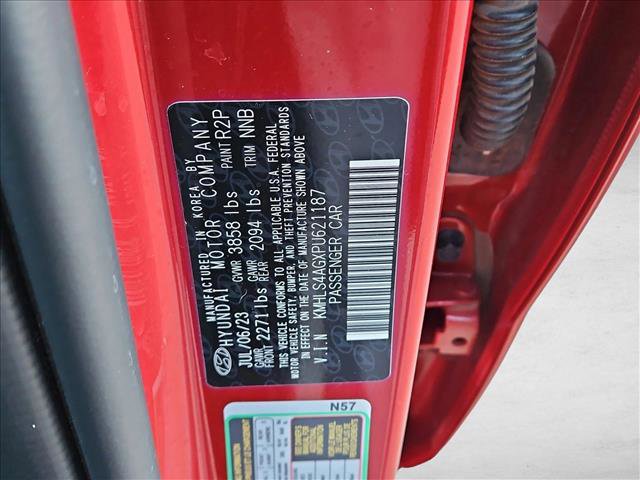 MANUFACTURED IN KOREA BY
HYUNDAI MOTOR COMPANY
JUL/06/23 GVWR 3858 lbs PAINT R2P
GAWR FRONT 2271 lbs GAWR REAR 2094 lbs TRIM NNB
THIS VEHICLE CONFORMS TO ALL APPLICABLE U.S.A. FEDERAL
MOTOR VEHICLE SAFETY, BUMPER, AND THEFT PREVENTION STANDARDS
IN EFFECT ON THE DATE OF MANUFACTURE SHOWN ABOVE
V.I.N KMHLS4AGXPU621187
PASSENGER CAR
N57